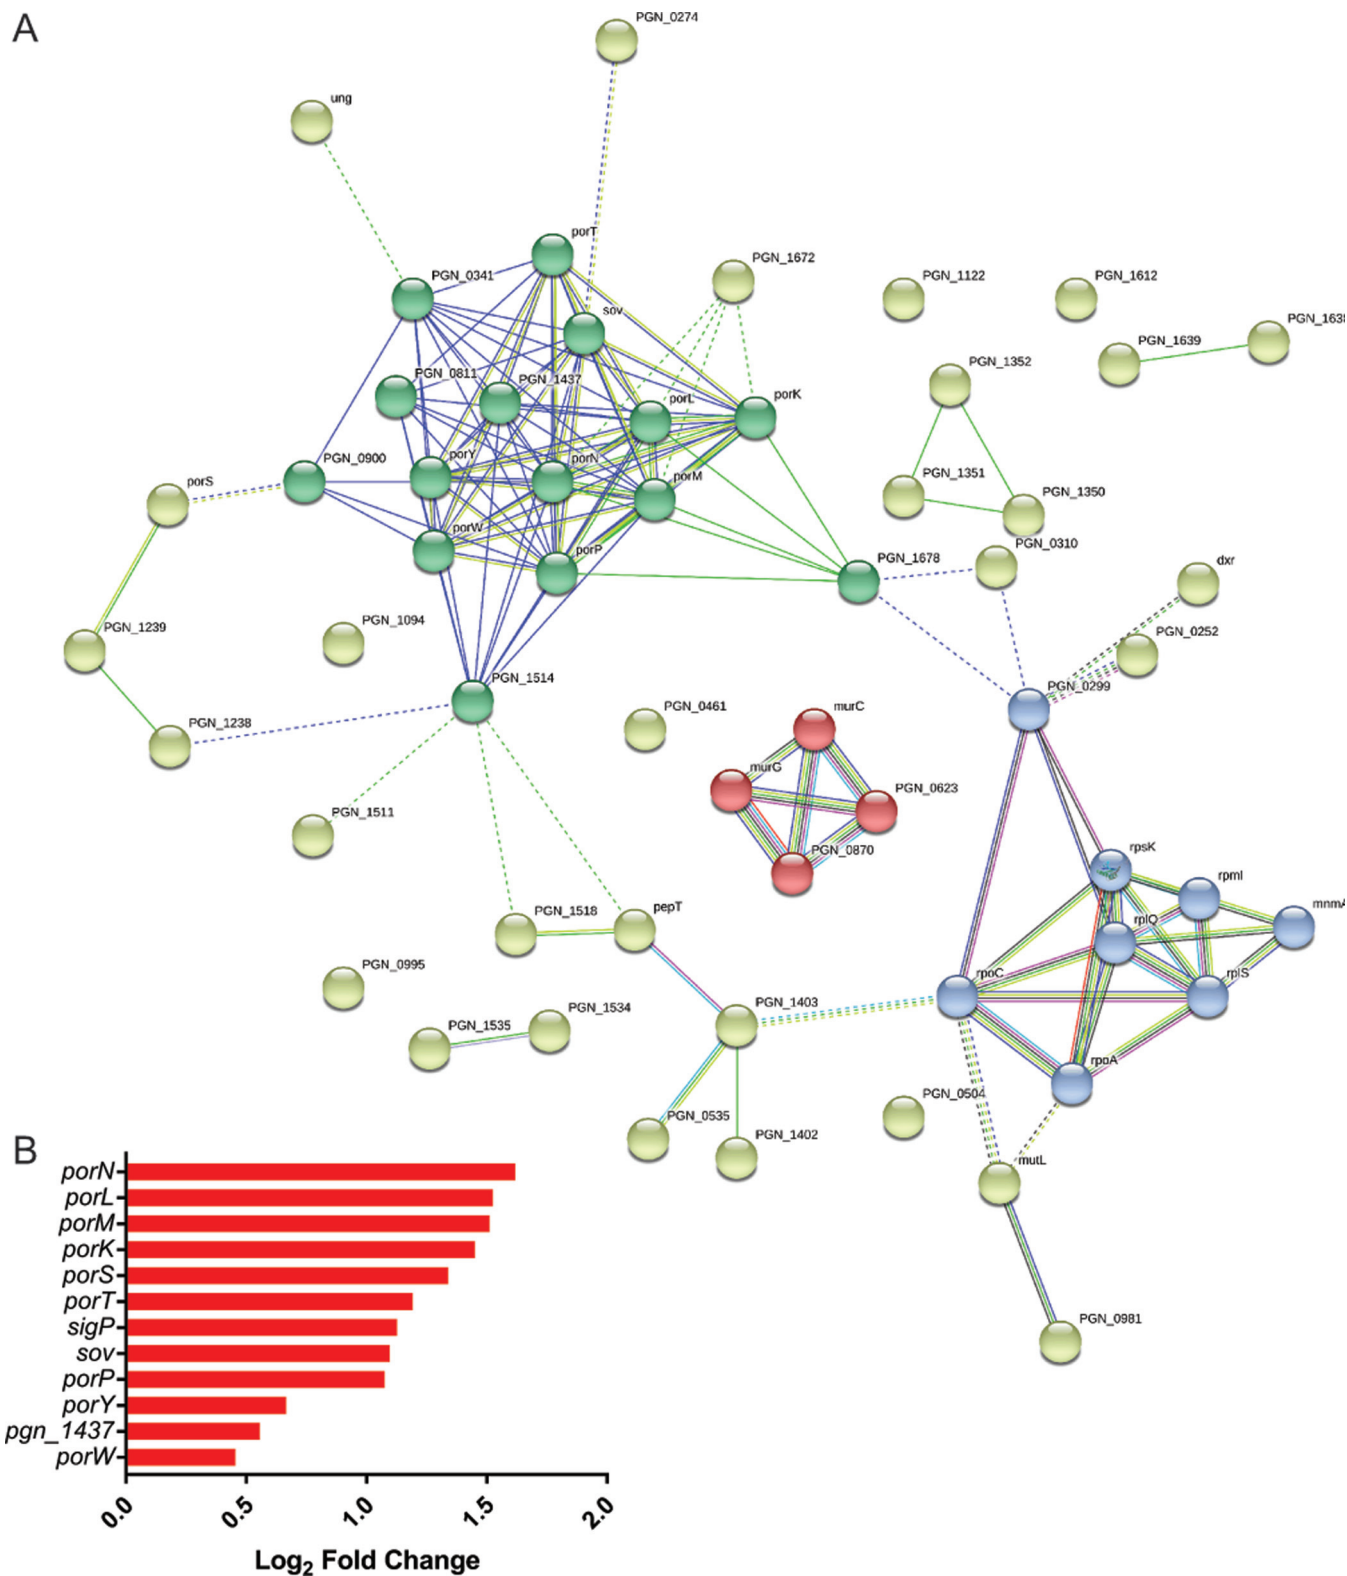 A
PGN_0274
ung
porT
PGN_1672
PGN_0341
PGN_1122
PGN_1612
sov
PGN_1638
PGN_1639
PGN_1352
PGN_0811
PGN_1437
porL
porK
PGN_0900
porY
porN
porM
PGN_1351
PGN_1350
porS
porW
porP
PGN_1678
PGN_0310
dxr
PGN_1239
PGN_1094
PGN_0252
PGN_1514
PGN_0299
PGN_1238
PGN_0461
murC
murG
PGN_0623
PGN_1511
PGN_0870
rpsK
rpmI
mnmA
PGN_1518
pepT
rplQ
PGN_0995
rpoC
rplS
PGN_1403
PGN_1535
PGN_1534
rpoA
PGN_0504
PGN_0535
PGN_1402
mutL
PGN_0981
B
porN
porL
porM
porK
porS
porT
sigP
sov
porP
porY
pgn_1437
porW
0.0 0.5 1.0 1.5 2.0
Log2 Fold Change